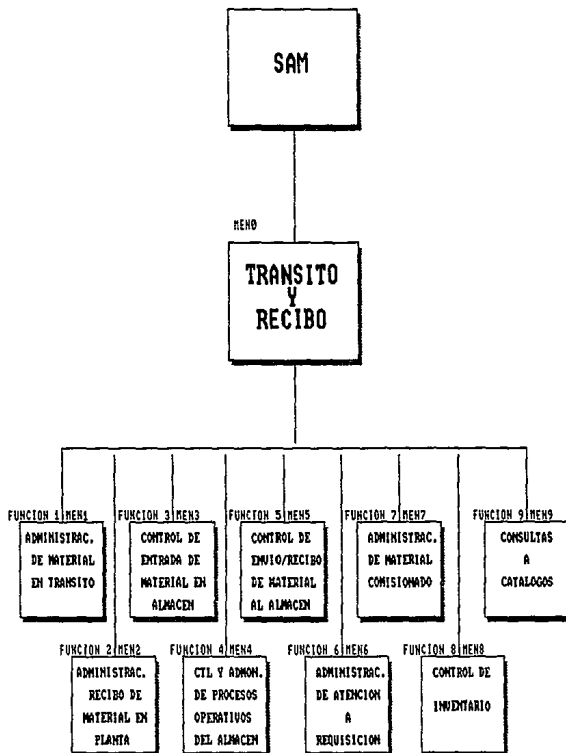 SAM
MEN0
TRANSITO
Y
RECIBO
FUNCION 1 MEN1
ADMINISTRAC.
DE MATERIAL
EN TRANSITO
FUNCION 3 MEN3
CONTROL DE
ENTRADA DE
MATERIAL EN
ALMACEN
FUNCION 5 MEN5
CONTROL DE
ENVIO/RECIBO
DE MATERIAL
AL ALMACEN
FUNCION 7 MEN7
ADMINISTRAC.
DE MATERIAL
COMISIONADO
FUNCION 9 MEN9
CONSULTAS
A
CATALOGOS
FUNCION 2 MEN2
ADMINISTRAC.
RECIBO DE
MATERIAL EN
PLANTA
FUNCION 4 MEN4
CTL Y ADMON.
DE PROCESOS
OPERATIVOS
DEL ALMACEN
FUNCION 6 MEN6
ADMINISTRAC.
DE ATENCION
A
REQUISICION
FUNCION 8 MEN8
CONTROL DE
INVENTARIO